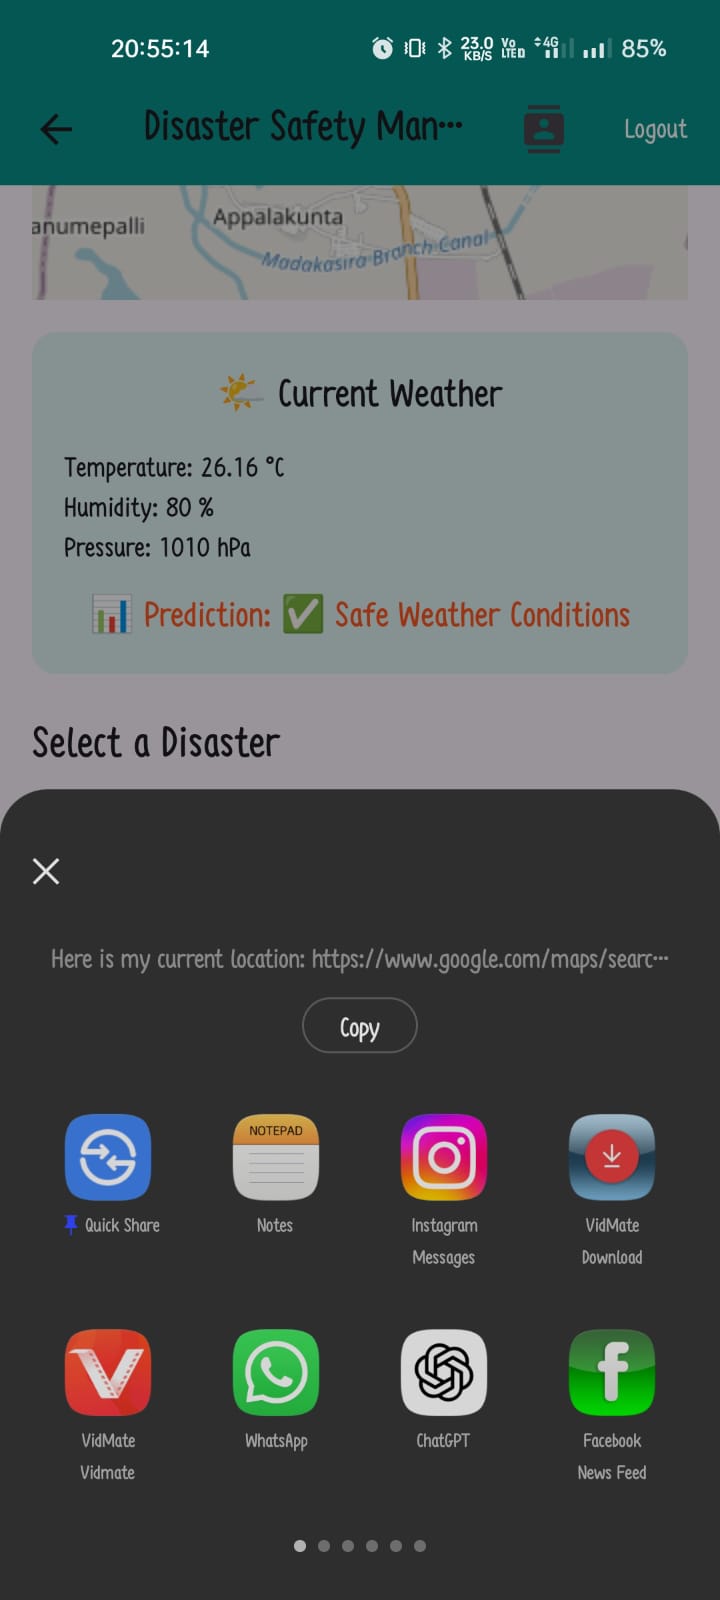 20:55:14
23.0 KB/S Vo LTE 4G 85%
Disaster Safety Man···
Logout
anumepalli
Appalakunta
Madakasira Branch Canal
Current Weather
Temperature: 26.16 °C
Humidity: 80 %
Pressure: 1010 hPa
Prediction: Safe Weather Conditions
Select a Disaster
Here is my current location: https://www.google.com/maps/searc···
Copy
NOTEPAD
Quick Share
Notes
Instagram
Messages
VidMate
Download
VidMate
Vidmate
WhatsApp
ChatGPT
Facebook
News Feed